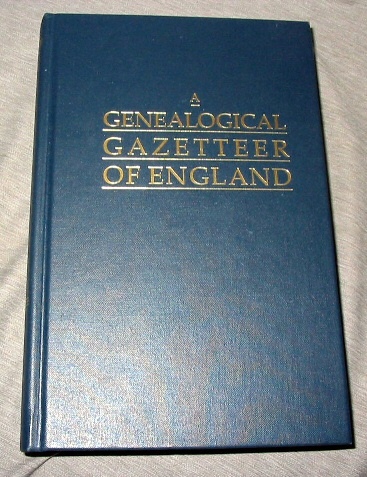 A
GENEALOGICAL
GAZETTEER
OF ENGLAND